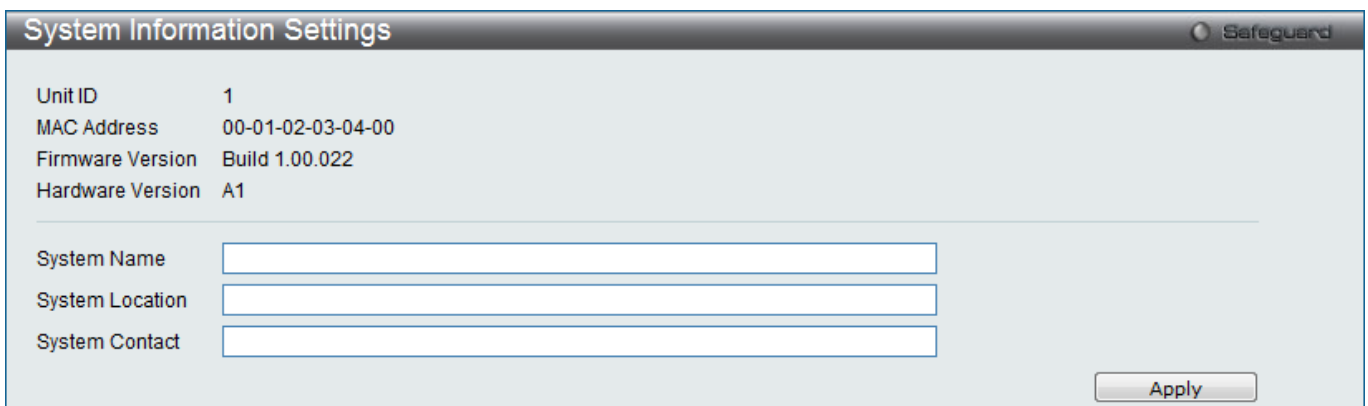 System Information Settings
Safeguard
Unit ID 1
MAC Address 00-01-02-03-04-00
Firmware Version Build 1.00.022
Hardware Version A1
System Name
System Location
System Contact
Apply